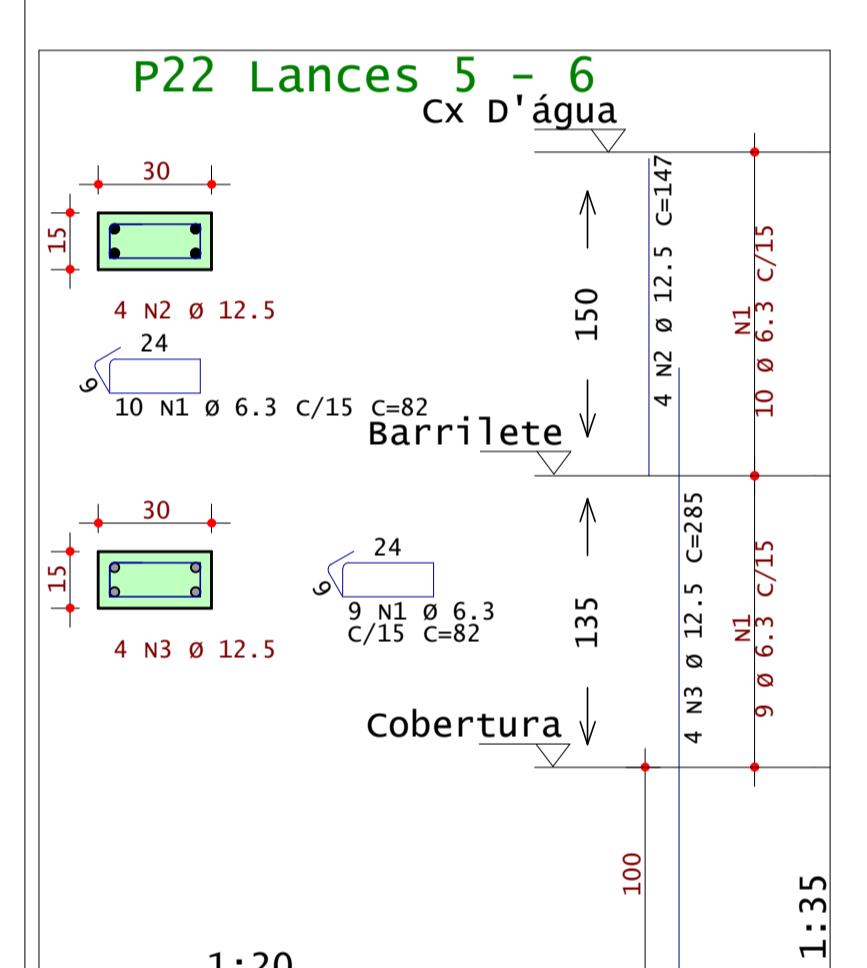 P22 Lances 5 - 6
Cx D'água
30
15
4 N2 Ø 12.5
24
9
10 N1 Ø 6.3 C/15 C=82
150
4 N2 Ø 12.5 C=147
N1
10 Ø 6.3 C/15
Barrilete
30
15
4 N3 Ø 12.5
24
9
9 N1 Ø 6.3
C/15 C=82
135
4 N3 Ø 12.5 C=285
N1
9 Ø 6.3 C/15
Cobertura
100
1:35
1:20